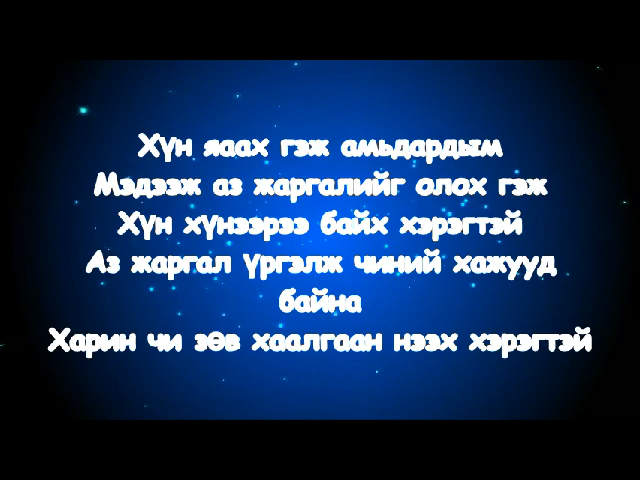 Хүн яаах гэж амьдардым
Мэдээж аз жаргалийг олох гэж
Хүн хүнээрээ байх хэрэгтэй
Аз жаргал үргэлж чиний хажууд
байна
Харин чи зөв хаалгаан нээх хэрэгтэй